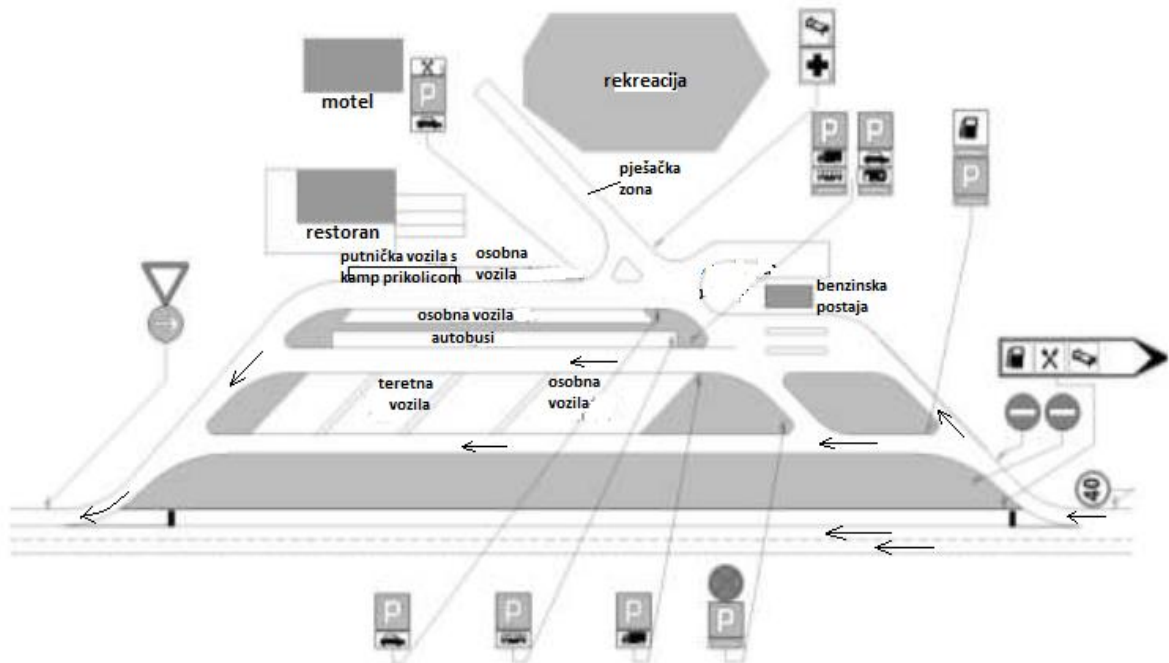 motel
P
rekreacija
P
P
P
pješačka
zona
restoran
putnička vozila s
kamp prikolicom
osobna
vozila
benzinska
postaja
osobna vozila
autobusi
teretna
vozila
osobna
vozila
40
P
P
P
P